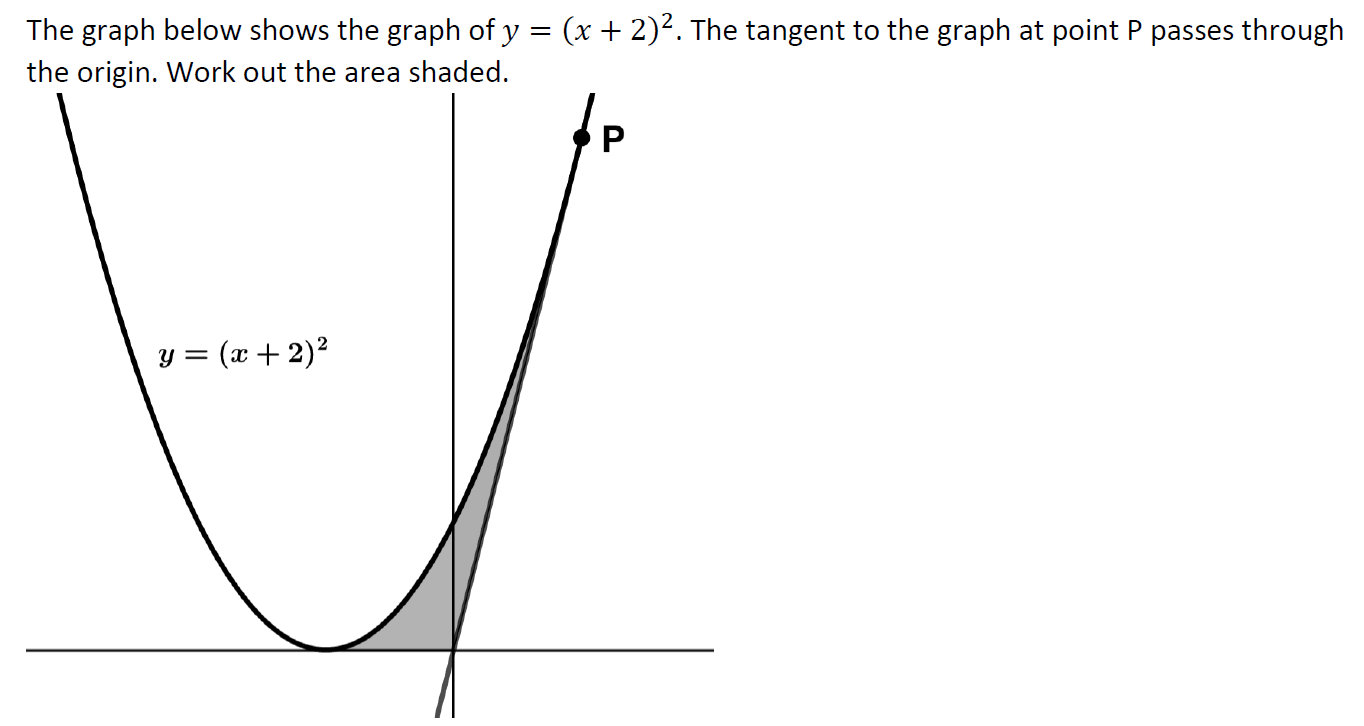 The graph below shows the graph of y = (x + 2)². The tangent to the graph at point P passes through
the origin. Work out the area shaded.
P
y = (x + 2)²